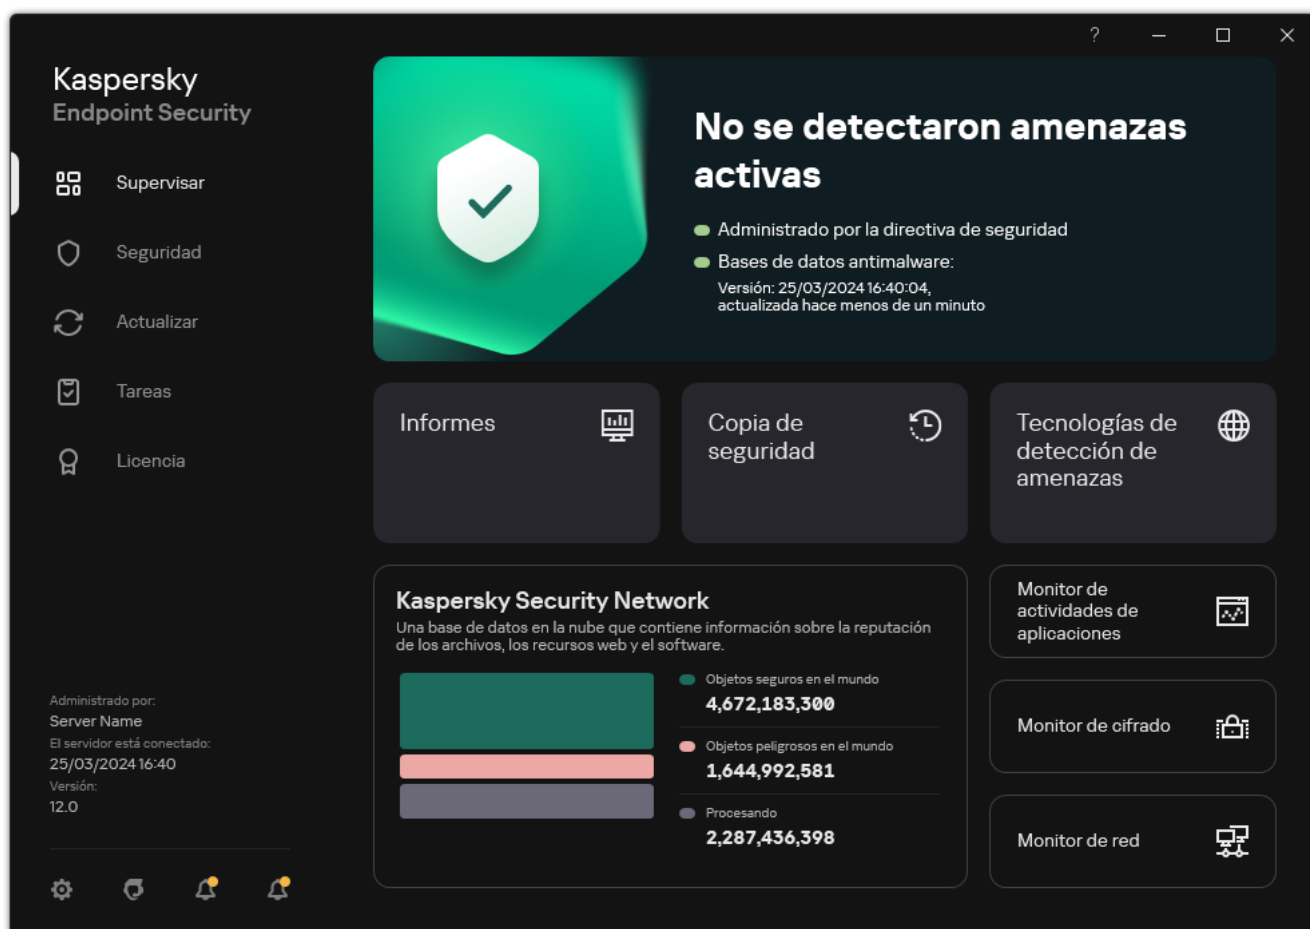 ?
Kaspersky
Endpoint Security
Supervisar
Seguridad
Actualizar
Tareas
Licencia
Administrado por:
Server Name
El servidor está conectado:
25/03/2024 16:40
Versión:
12.0
No se detectaron amenazas
activas
Administrado por la directiva de seguridad
Bases de datos antimalware:
Versión: 25/03/2024 16:40:04,
actualizada hace menos de un minuto
Informes
Copia de
seguridad
Tecnologías de
detección de
amenazas
Kaspersky Security Network
Una base de datos en la nube que contiene información sobre la reputación
de los archivos, los recursos web y el software.
Objetos seguros en el mundo
4,672,183,300
Objetos peligrosos en el mundo
1,644,992,581
Procesando
2,287,436,398
Monitor de
actividades de
aplicaciones
Monitor de cifrado
Monitor de red